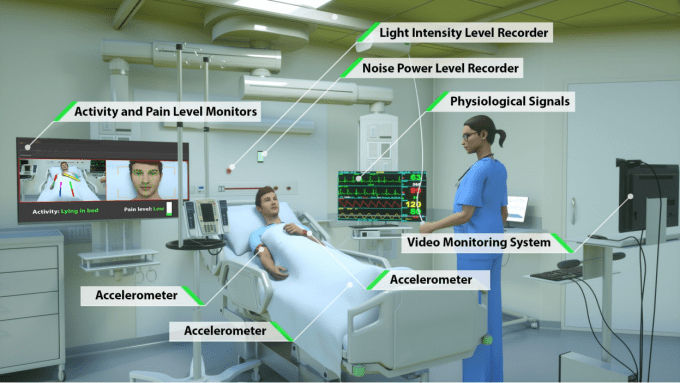 Light Intensity Level Recorder
Noise Power Level Recorder
Physiological Signals
Activity and Pain Level Monitors
Activity: Lying in bed
Pain level: Low
120
Video Monitoring System
Accelerometer
Accelerometer
Accelerometer